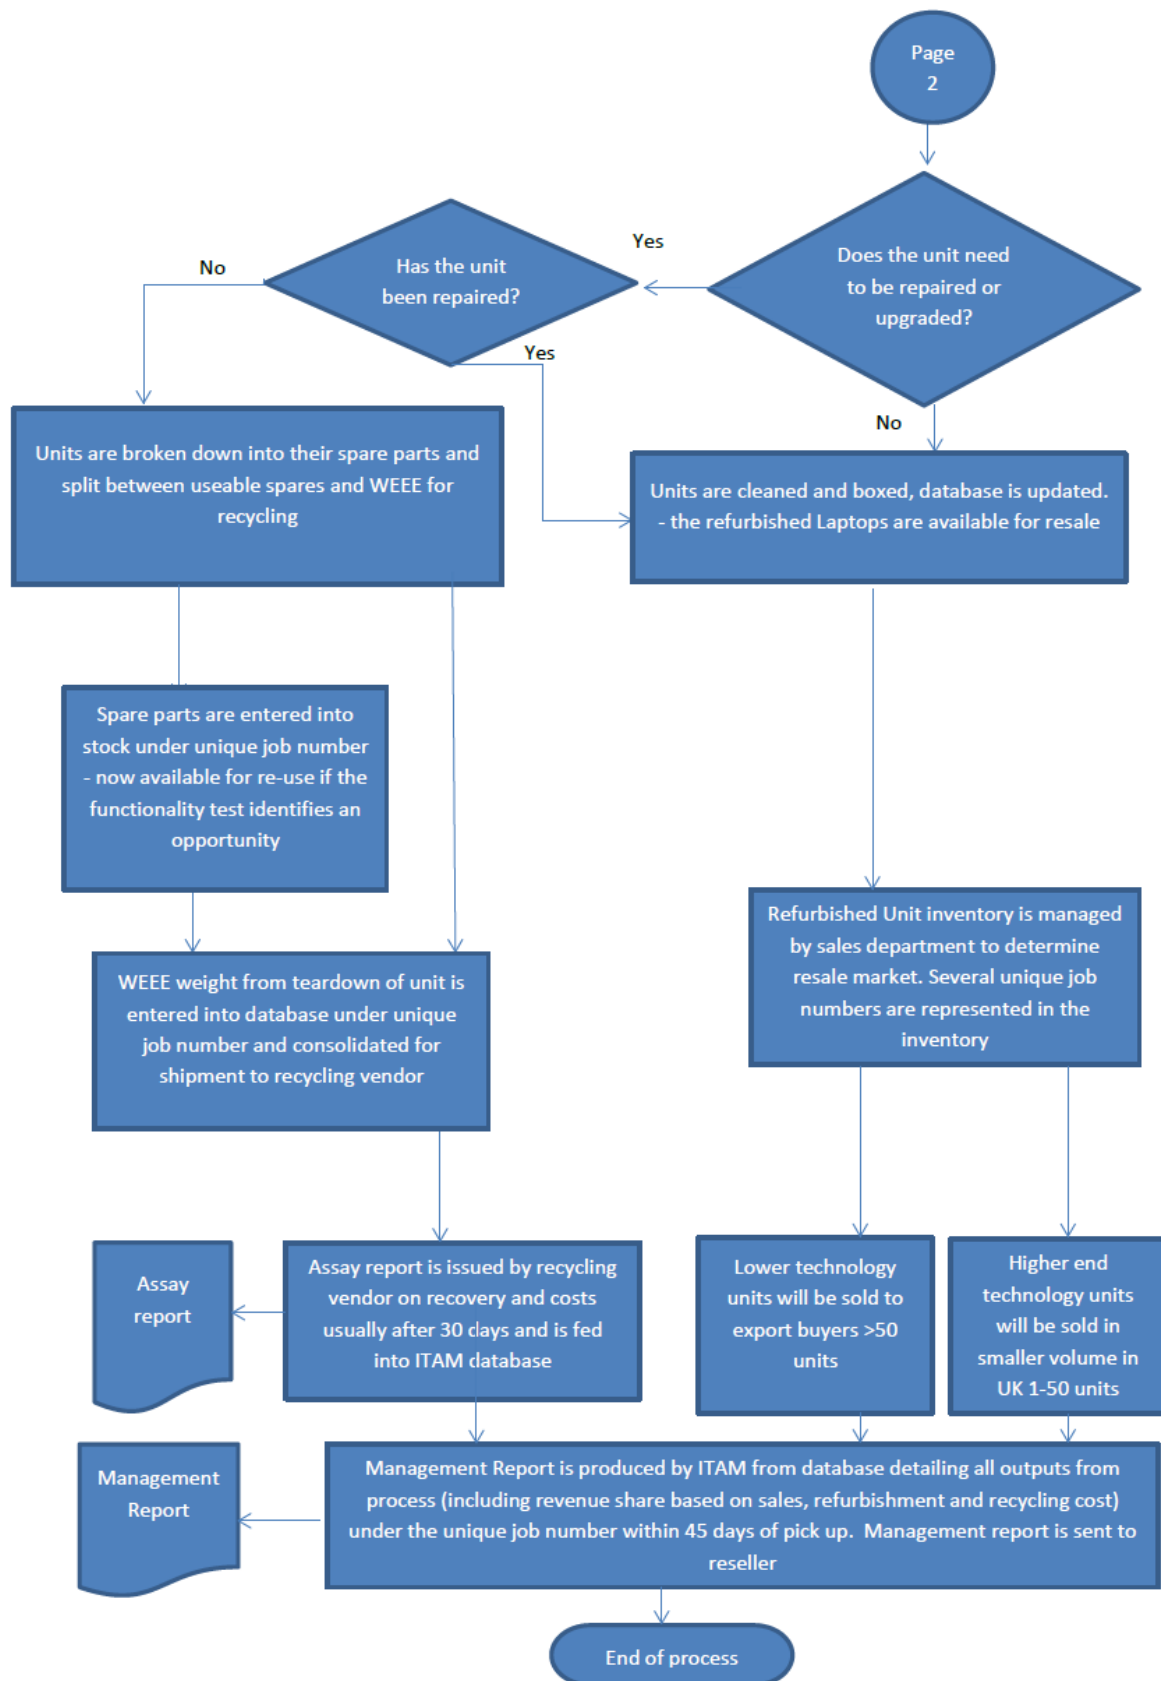 Page
2
Does the unit need
to be repaired or
upgraded?
Yes
Has the unit
been repaired?
No
Yes
No
Units are broken down into their spare parts and
split between useable spares and WEEE for
recycling
Units are cleaned and boxed, database is updated.
- the refurbished Laptops are available for resale
Spare parts are entered into
stock under unique job number
- now available for re-use if the
functionality test identifies an
opportunity
Refurbished Unit inventory is managed
by sales department to determine
resale market. Several unique job
numbers are represented in the
inventory
WEEE weight from teardown of unit is
entered into database under unique
job number and consolidated for
shipment to recycling vendor
Assay
report
Assay report is issued by recycling
vendor on recovery and costs
usually after 30 days and is fed
into ITAM database
Lower technology
units will be sold to
export buyers >50
units
Higher end
technology units
will be sold in
smaller volume in
UK 1-50 units
Management
Report
Management Report is produced by ITAM from database detailing all outputs from
process (including revenue share based on sales, refurbishment and recycling cost)
under the unique job number within 45 days of pick up.  Management report is sent to
reseller
End of process